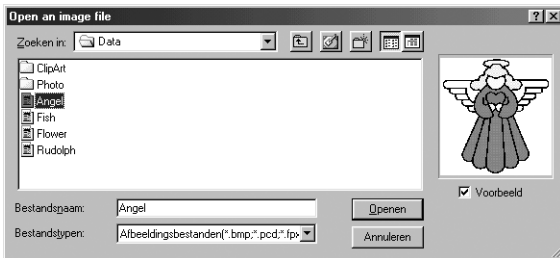 Open an image file
Zoeken in: Data
ClipArt
Photo
Angel
Fish
Flower
Rudolph
Voorbeeld
Bestandsnaam: Angel Openen
Bestandstypen: Afbeeldingsbestanden(*.bmp;*.pcd;*.fpx Annuleren